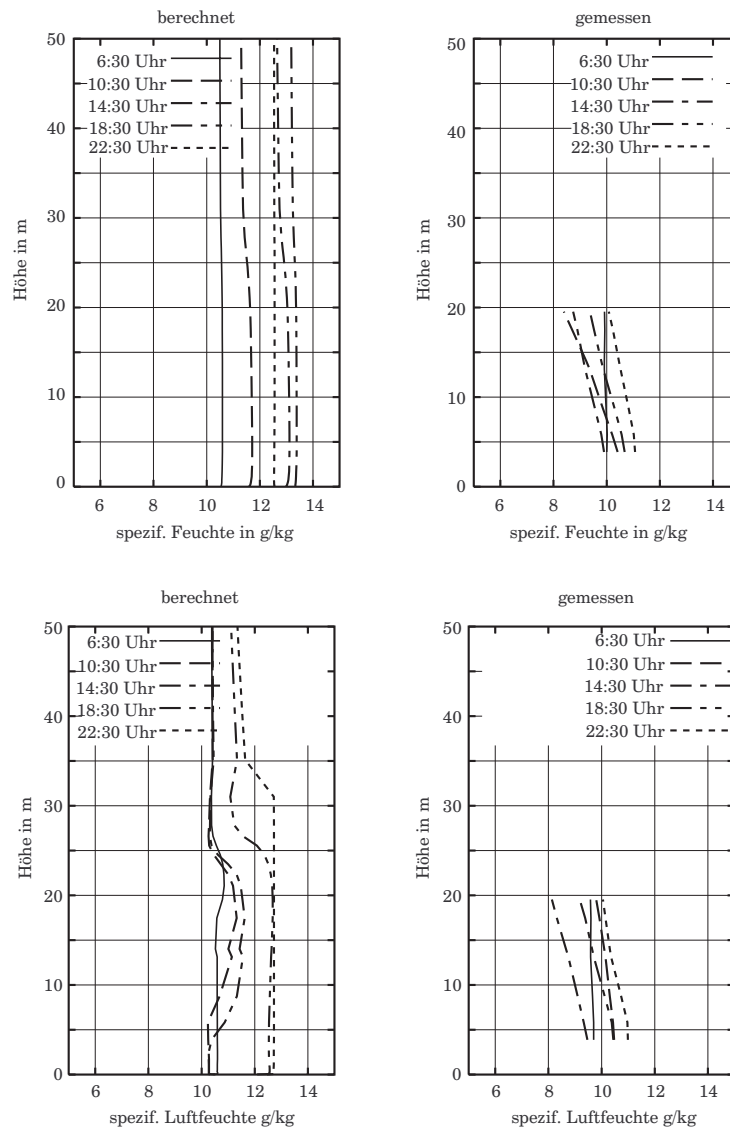 berechnet
50
40
30
20
10
0
Höhe in m
6:30 Uhr
10:30 Uhr
14:30 Uhr
18:30 Uhr
22:30 Uhr
6 8 10 12 14
spezif. Feuchte in g/kg
gemessen
50
40
30
20
10
0
Höhe in m
6:30 Uhr
10:30 Uhr
14:30 Uhr
18:30 Uhr
22:30 Uhr
6 8 10 12 14
spezif. Feuchte in g/kg
berechnet
50
40
30
20
10
0
Höhe in m
6:30 Uhr
10:30 Uhr
14:30 Uhr
18:30 Uhr
22:30 Uhr
6 8 10 12 14
spezif. Luftfeuchte g/kg
gemessen
50
40
30
20
10
0
Höhe in m
6:30 Uhr
10:30 Uhr
14:30 Uhr
18:30 Uhr
22:30 Uhr
6 8 10 12 14
spezif. Luftfeuchte g/kg